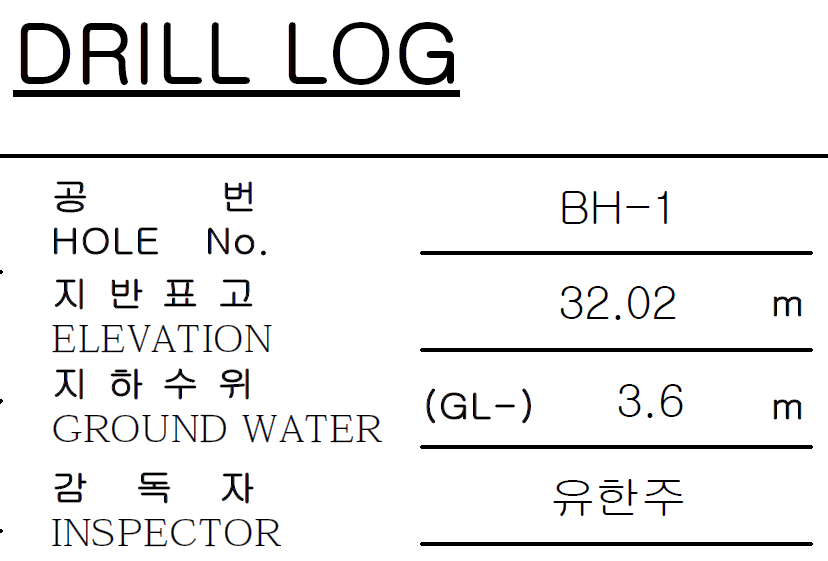 DRILL LOG
공 번
HOLE No.
BH-1
지 반 표 고
ELEVATION
32.02 m
지 하 수 위
GROUND WATER
(GL-) 3.6 m
감 독 자
INSPECTOR
유한주